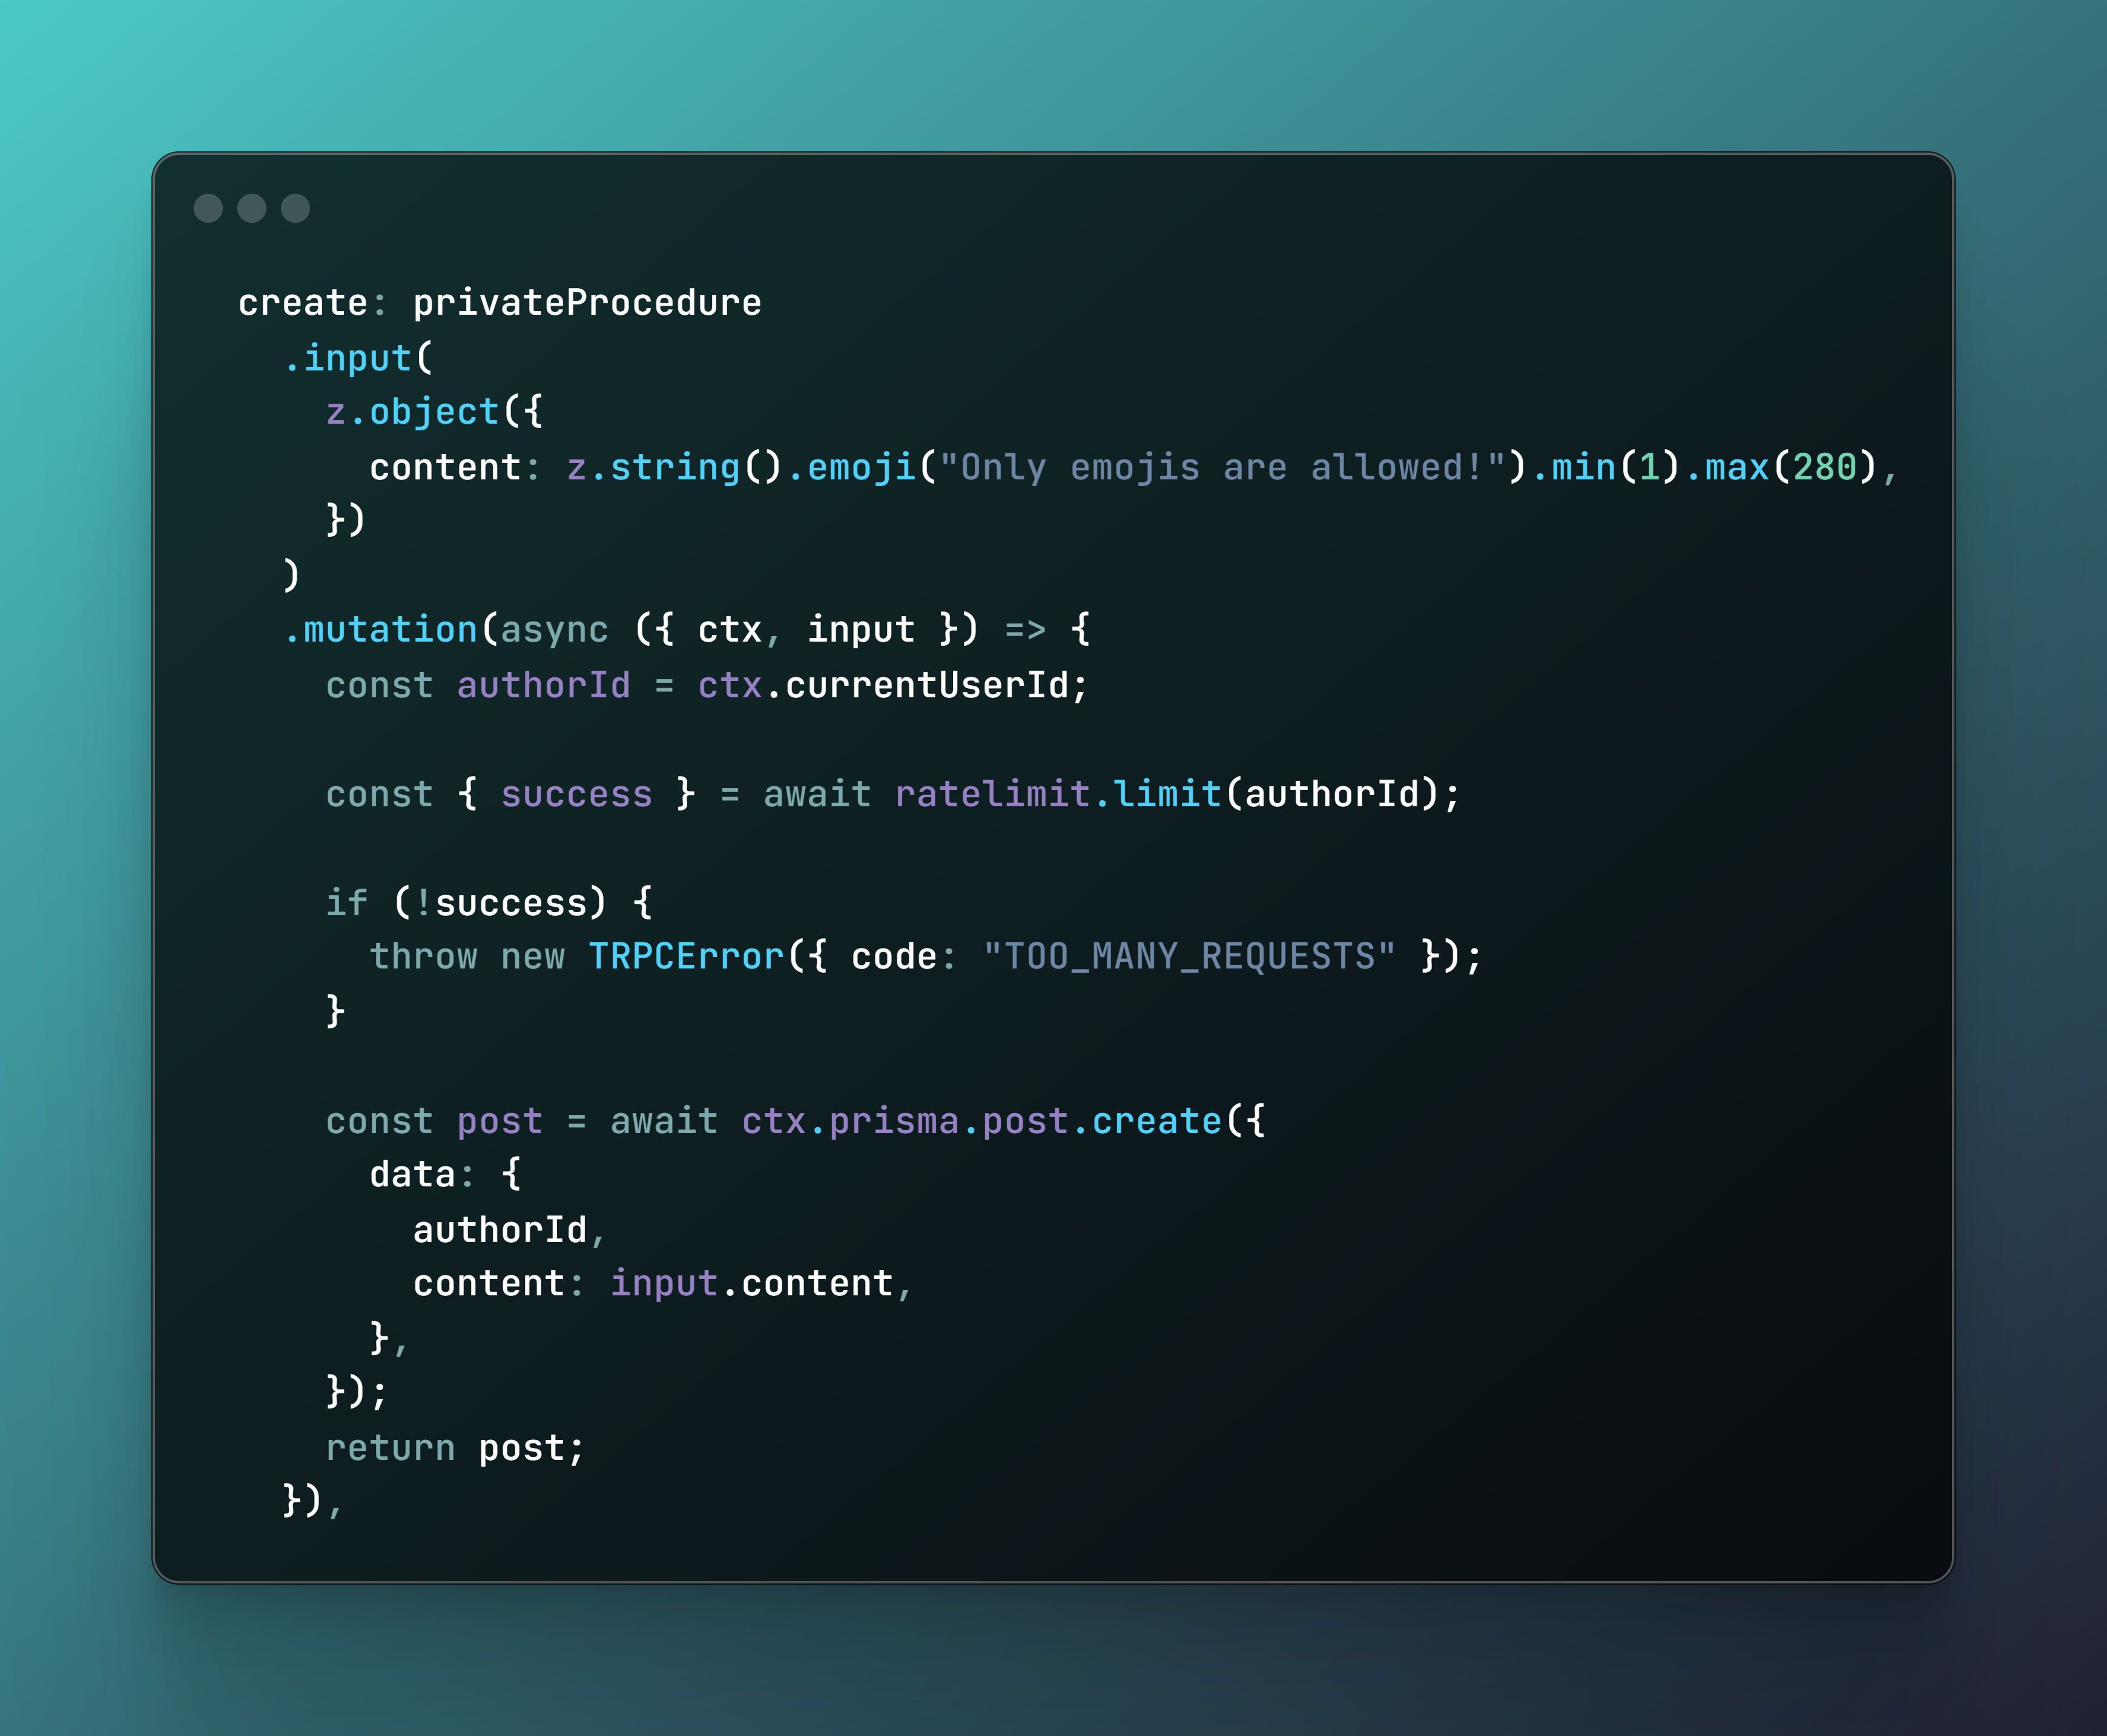 create: privateProcedure
  .input(
    z.object({
      content: z.string().emoji("Only emojis are allowed!").min(1).max(280),
    })
  )
  .mutation(async ({ ctx, input }) => {
    const authorId = ctx.currentUserId;

    const { success } = await ratelimit.limit(authorId);

    if (!success) {
      throw new TRPCError({ code: "TOO_MANY_REQUESTS" });
    }

    const post = await ctx.prisma.post.create({
      data: {
        authorId,
        content: input.content,
      },
    });
    return post;
  }),